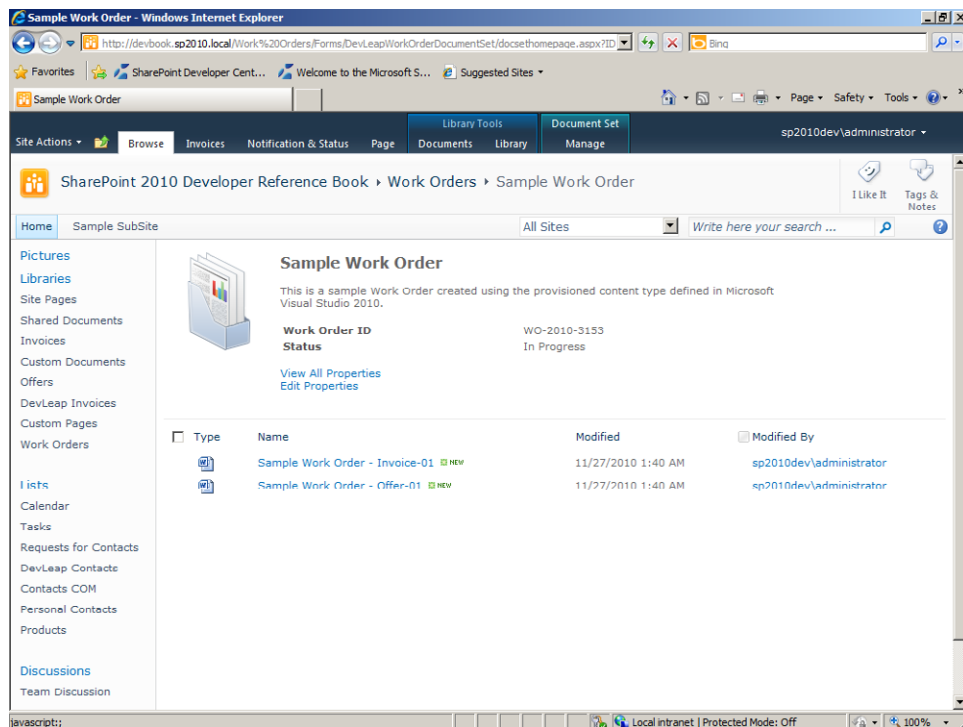 Sample Work Order - Windows Internet Explorer
http://devbook.sp2010.local/Work%20Orders/Forms/DevLeapWorkOrderDocumentSet/docsethomepage.aspx?ID
Bing
Favorites SharePoint Developer Cent... Welcome to the Microsoft S... Suggested Sites
Sample Work Order
Page Safety Tools
Library Tools Document Set
Site Actions Browse Invoices Notification & Status Page Documents Library Manage sp2010dev\administrator
SharePoint 2010 Developer Reference Book Work Orders Sample Work Order
I Like It Tags &
Notes
Home Sample SubSite All Sites Write here your search ...
Pictures
Libraries
Site Pages
Shared Documents
Invoices
Custom Documents
Offers
DevLeap Invoices
Custom Pages
Work Orders
Lists
Calendar
Tasks
Requests for Contacts
DevLeap Contacts
Contacts COM
Personal Contacts
Products
Discussions
Team Discussion
Sample Work Order
This is a sample Work Order created using the provisioned content type defined in Microsoft
Visual Studio 2010.
Work Order ID WO-2010-3153
Status In Progress
View All Properties
Edit Properties
Type Name Modified Modified By
Sample Work Order - Invoice-01 NEW 11/27/2010 1:40 AM sp2010dev\administrator
Sample Work Order - Offer-01 NEW 11/27/2010 1:40 AM sp2010dev\administrator
javascript:; Local intranet | Protected Mode: Off 100%